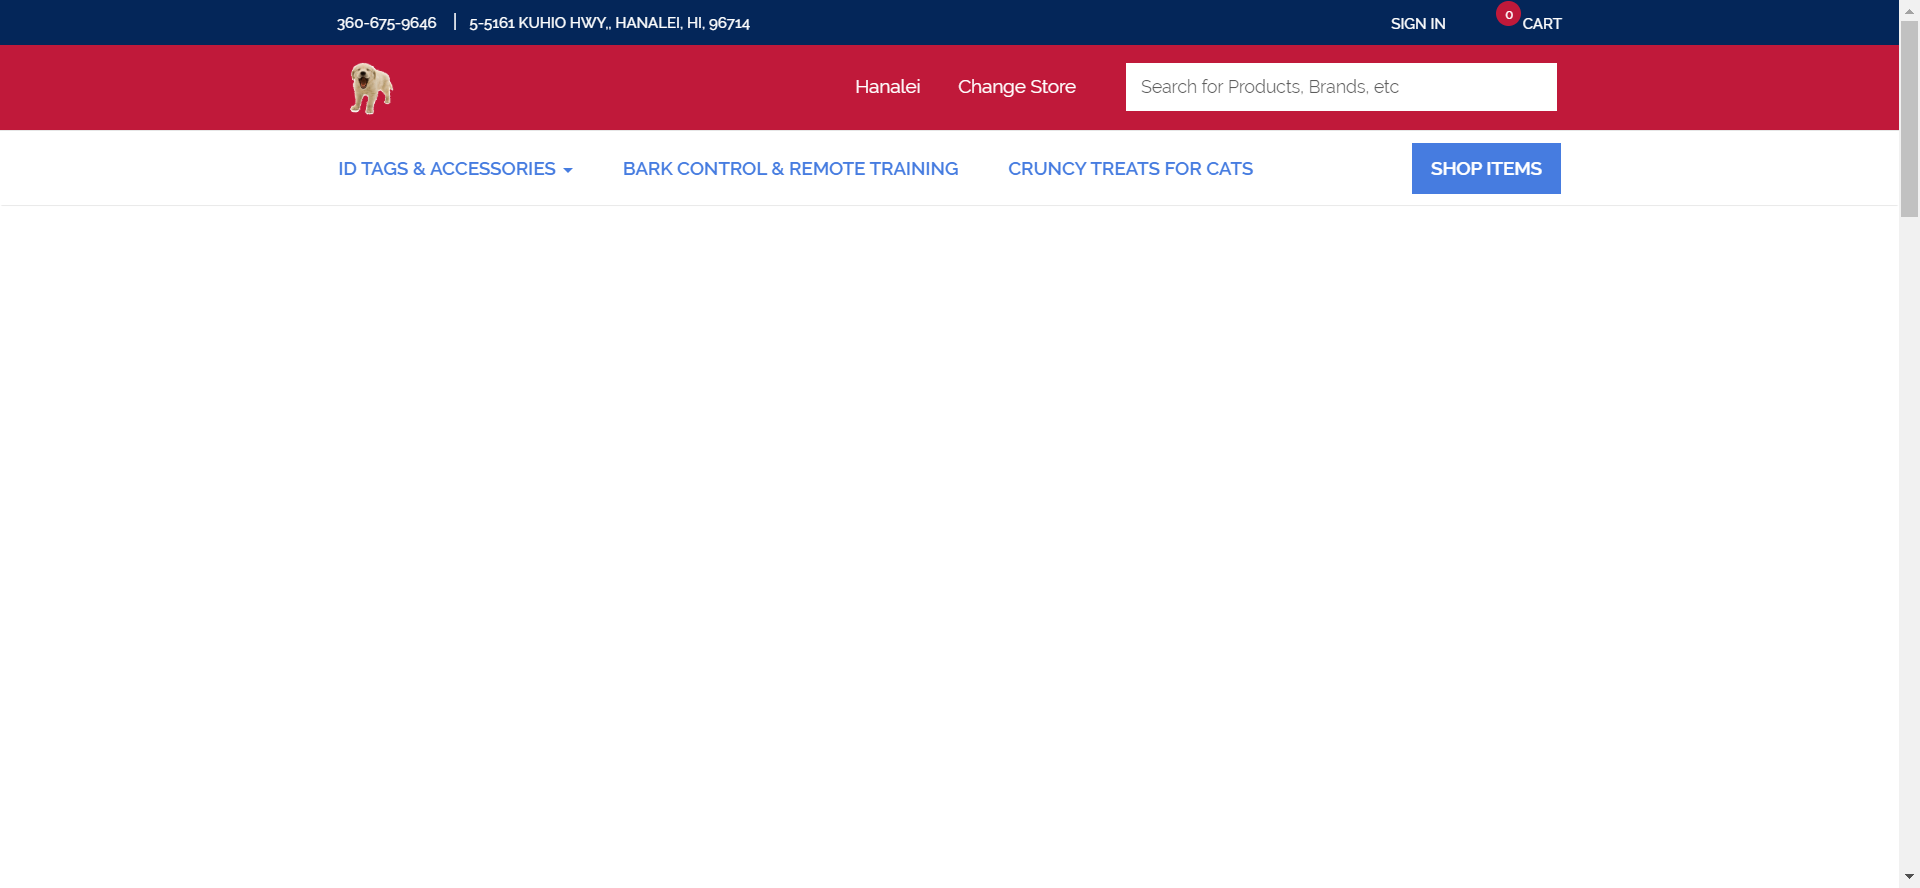 360-675-9646 | 5-5161 KUHIO HWY,, HANALEI, HI, 96714
SIGN IN
0
CART
Hanalei
Change Store
Search for Products, Brands, etc
ID TAGS & ACCESSORIES
BARK CONTROL & REMOTE TRAINING
CRUNCY TREATS FOR CATS
SHOP ITEMS